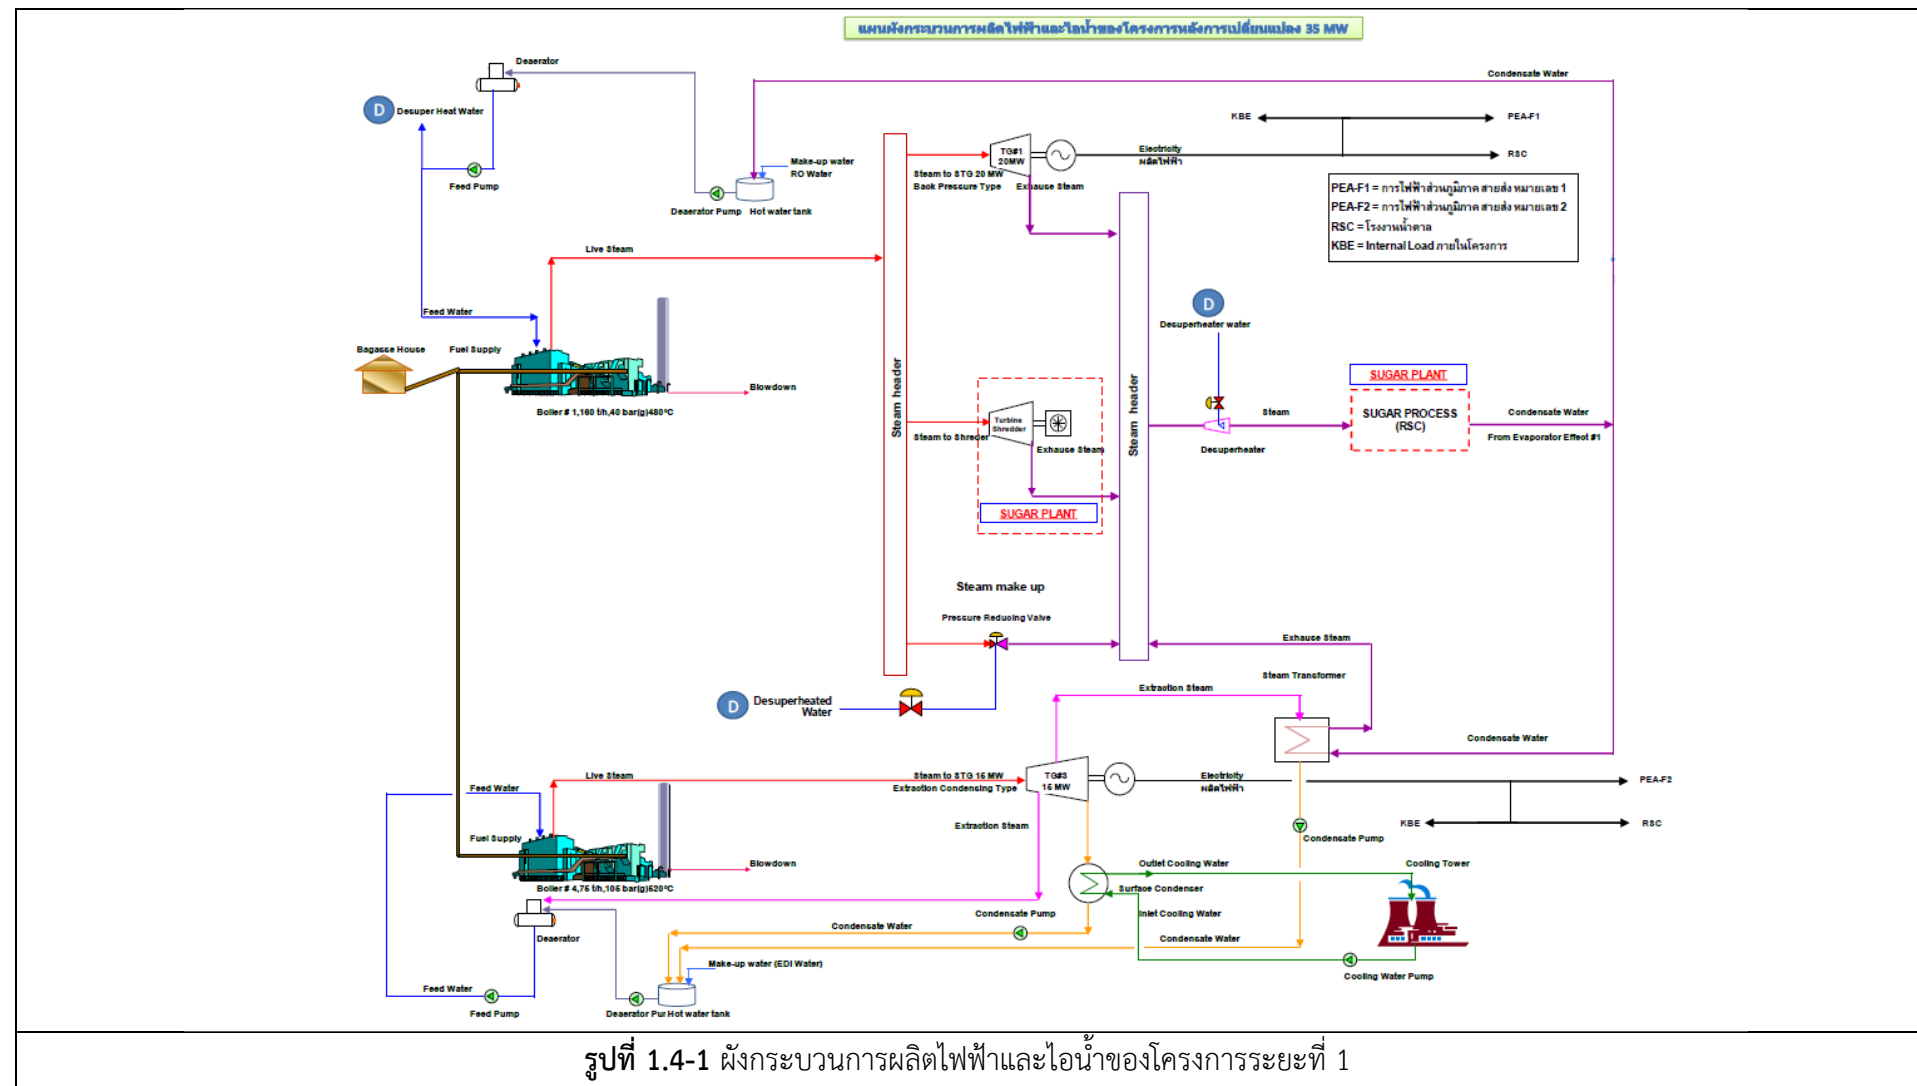 แผนผังกระบวนการผลิตไฟฟ้าและไอน้ำของโครงการหลังการเปลี่ยนแปลง 35 MW
Deaerator
Condensate Water
D
Desuper Heat Water
KBE
PEA-F1
TG#1
20MW
Electricity
ผลิตไฟฟ้า
RSC
Make-up water
RO Water
Feed Pump
Steam to STG 20 MW
Back Pressure Type
Exhause Steam
Deaerator Pump
Hot water tank
PEA-F1 = การไฟฟ้าส่วนภูมิภาค สายส่ง หมายเลข 1
PEA-F2 = การไฟฟ้าส่วนภูมิภาค สายส่ง หมายเลข 2
RSC = โรงงานน้ำตาล
KBE = Internal Load ภายในโครงการ
Live Steam
Feed Water
D
Desuperheater water
Bagasse House
Fuel Supply
Blowdown
Boiler # 1,160 t/h,40 bar(g)480°C
Steam header
Steam header
SUGAR PLANT
SUGAR PROCESS
(RSC)
Steam
Condensate Water
From Evaporator Effect #1
Desuperheater
Turbine
Shredder
Steam to Shreder
Exhause Steam
SUGAR PLANT
Steam make up
Pressure Reducing Valve
Exhause Steam
Steam Transformer
Extraction Steam
D
Desuperheated
Water
Condensate Water
Live Steam
Steam to STG 15 MW
Extraction Condensing Type
TG#3
15 MW
Electricity
ผลิตไฟฟ้า
PEA-F2
Feed Water
KBE
RSC
Extraction Steam
Fuel Supply
Condensate Pump
Blowdown
Outlet Cooling Water
Cooling Tower
Boiler # 4,75 t/h,105 bar(g)520°C
Surface Condenser
Condensate Pump
Inlet Cooling Water
Condensate Water
Deaerator
Condensate Water
Make-up water (EDI Water)
Cooling Water Pump
Feed Water
Feed Pump
Deaerator Pur
Hot water tank
รูปที่ 1.4-1 ผังกระบวนการผลิตไฟฟ้าและไอน้ำของโครงการระยะที่ 1